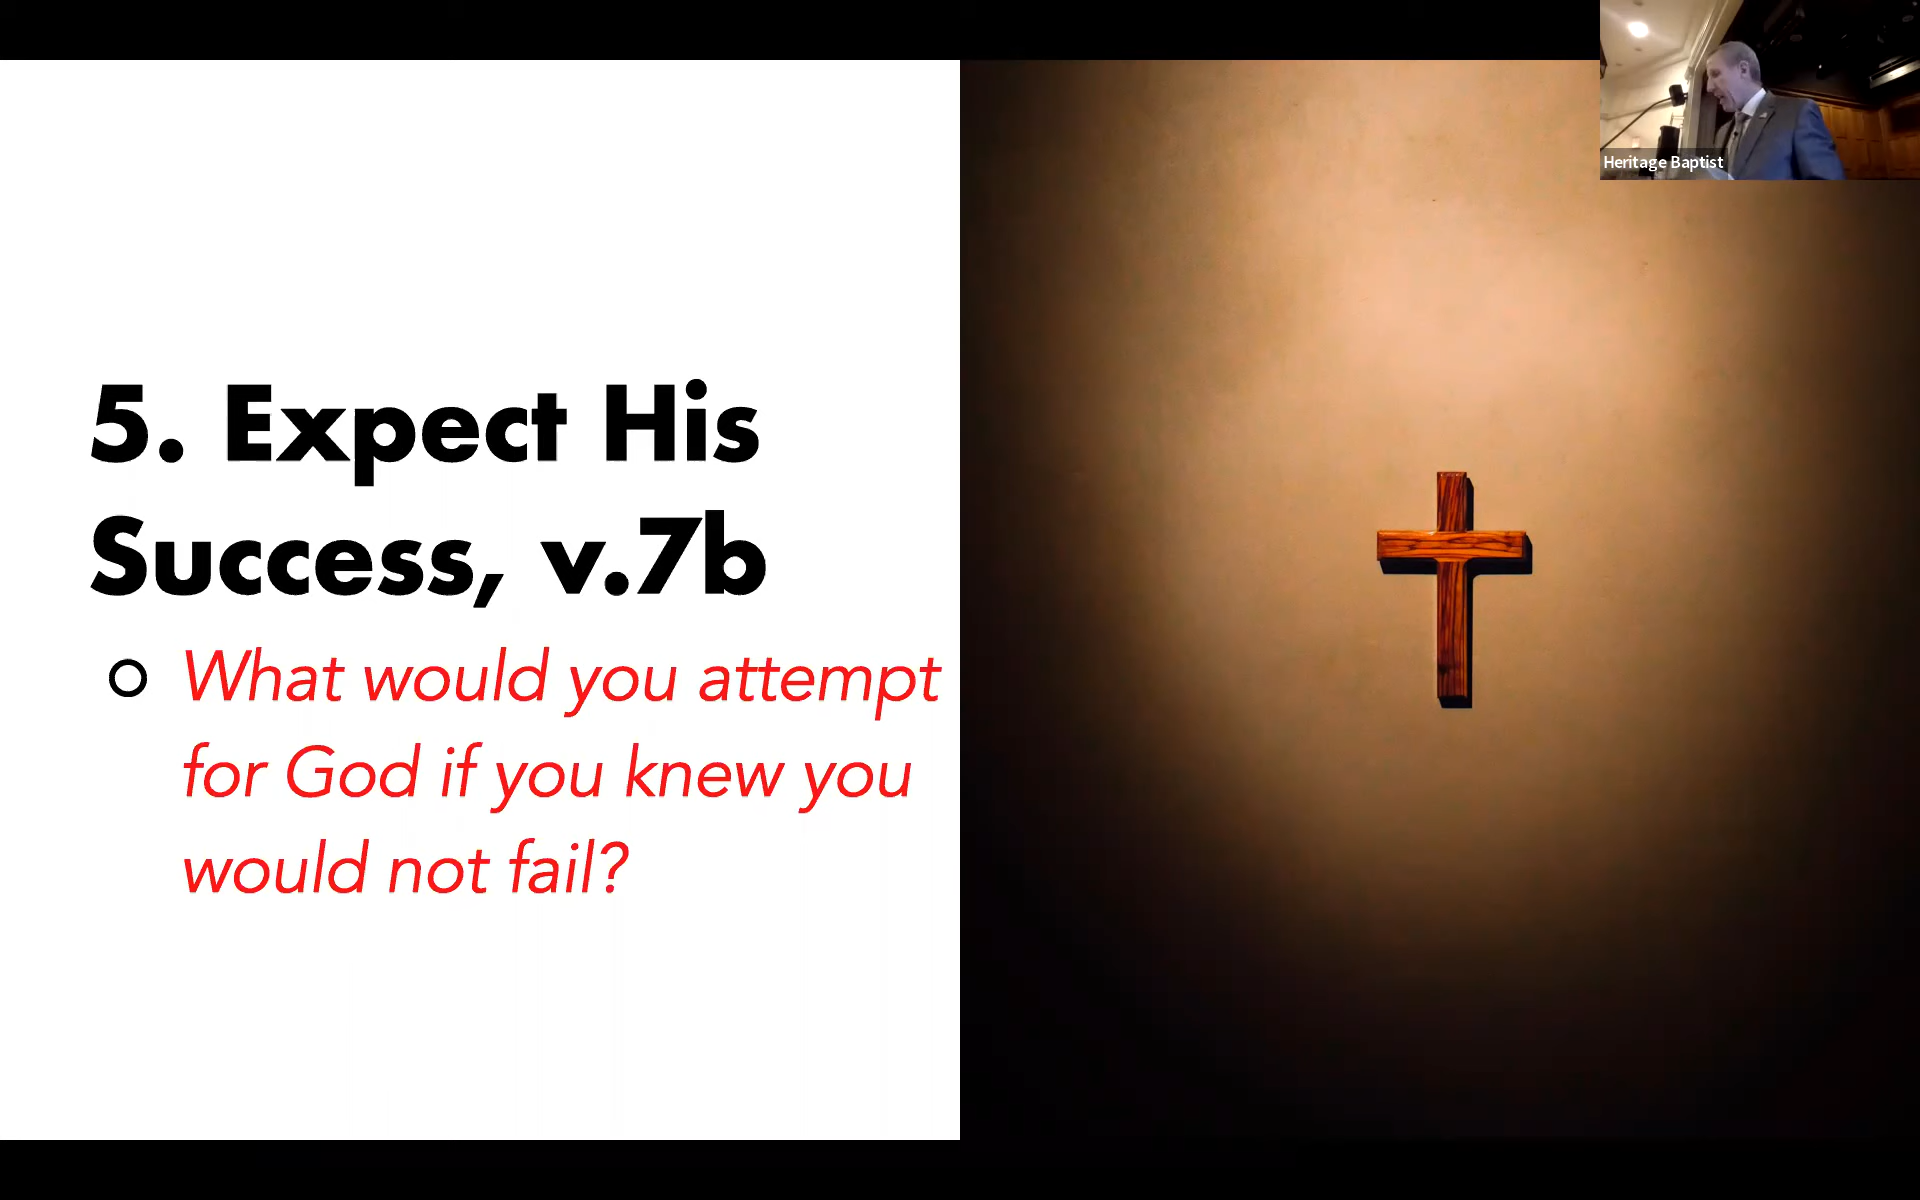 Heritage Baptist
5. Expect His
Success, v.7b
What would you attempt
for God if you knew you
would not fail?